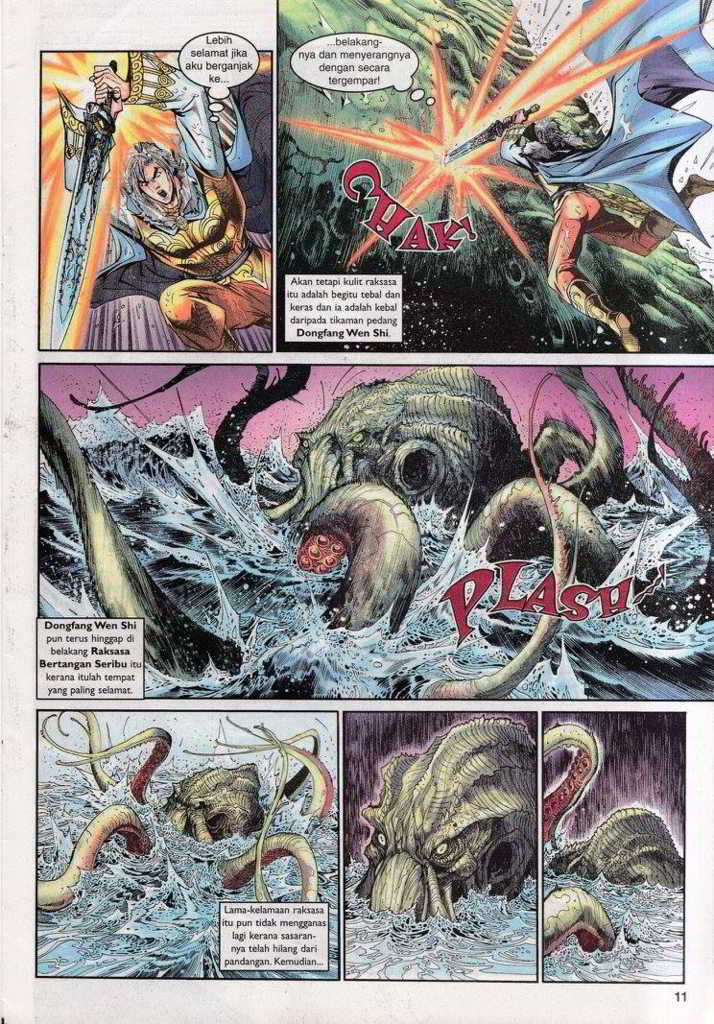 Lebih
selamat jika
aku berganjak
ke...
...belakang-
nya dan menyerangnya
dengan secara
tergempar!
CHAK!
Akan tetapi kulit raksasa
itu adalah begitu tebal dan
keras dan ia adalah kebal
daripada tikaman pedang
Dongfang Wen Shi.
PLASH!
Dongfang Wen Shi
pun terus hinggap di
belakang Raksasa
Bertangan Seribu itu
kerana itulah tempat
yang paling selamat.
Lama-kelamaan raksasa
itu pun tidak mengganas
lagi kerana sasaran-
nya telah hilang dari
pandangan. Kemudian...
11